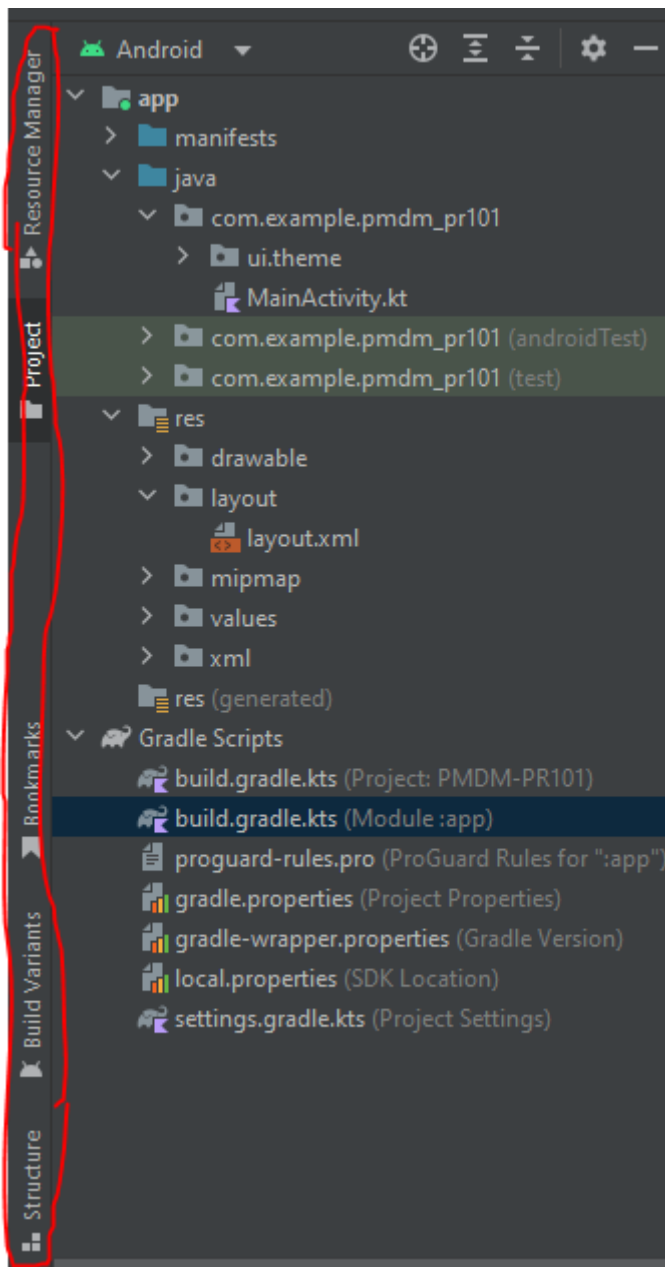 Android
Resource Manager
Project
Bookmarks
Build Variants
Structure
app
manifests
java
com.example.pmdm_pr101
ui.theme
MainActivity.kt
com.example.pmdm_pr101 (androidTest)
com.example.pmdm_pr101 (test)
res
drawable
layout
layout.xml
mipmap
values
xml
res (generated)
Gradle Scripts
build.gradle.kts (Project: PMDM-PR101)
build.gradle.kts (Module :app)
proguard-rules.pro (ProGuard Rules for ":app")
gradle.properties (Project Properties)
gradle-wrapper.properties (Gradle Version)
local.properties (SDK Location)
settings.gradle.kts (Project Settings)